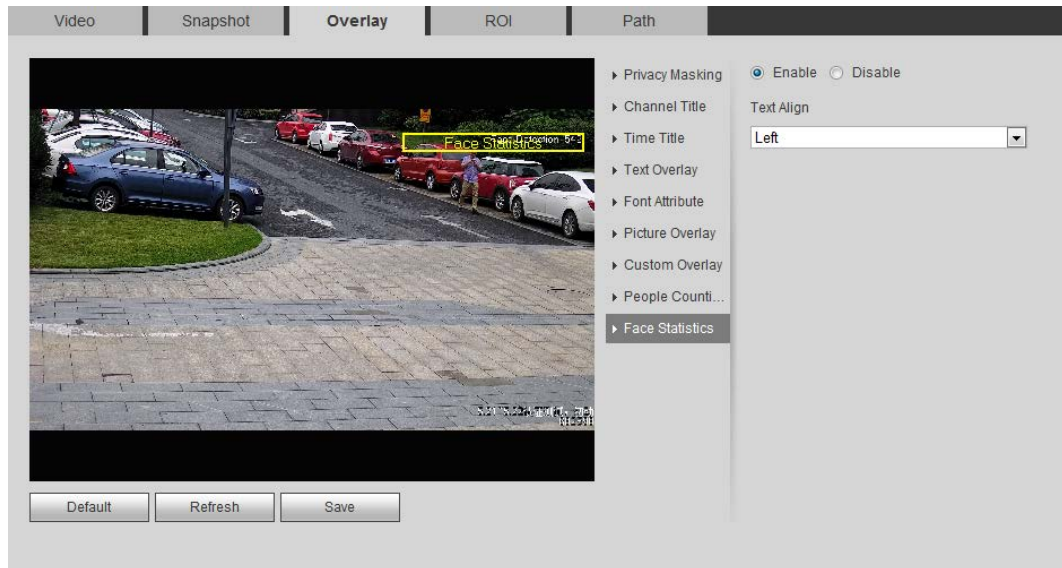 Video
Snapshot
Overlay
ROI
Path
Face Statistics
Privacy Masking
Channel Title
Time Title
Text Overlay
Font Attribute
Picture Overlay
Custom Overlay
People Counti...
Face Statistics
Enable
Disable
Text Align
Left
Default
Refresh
Save